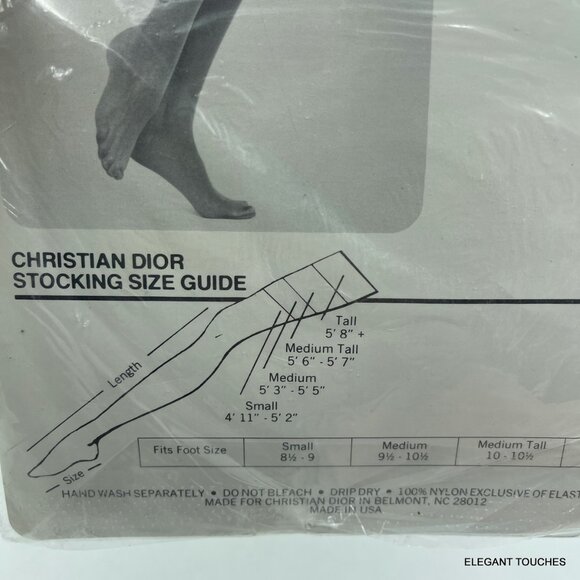 CHRISTIAN DIOR
STOCKING SIZE GUIDE
Tall
5' 8" +
Medium Tall
5' 6" - 5' 7"
Medium
5' 3" - 5' 5"
Small
4' 11" - 5' 2"
Length
Size
Fits Foot Size Small Medium Medium Tall
8½ - 9 9½ - 10½ 10 - 10½
HAND WASH SEPARATELY • DO NOT BLEACH • DRIP DRY • 100% NYLON EXCLUSIVE OF ELAST
MADE FOR CHRISTIAN DIOR IN BELMONT, NC 28012
MADE IN USA
ELEGANT TOUCHES